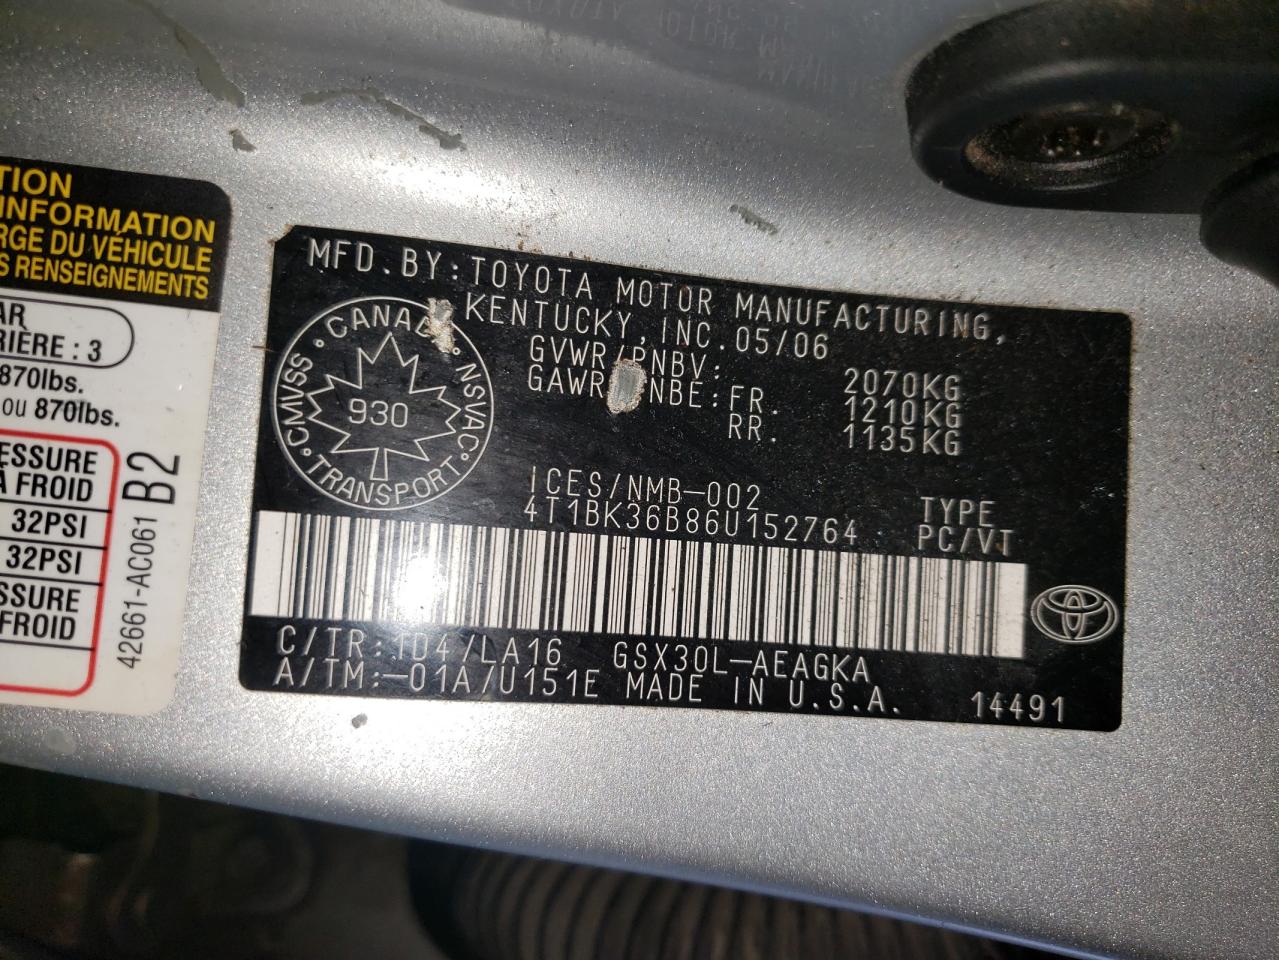 TION
INFORMATION
RGE DU VÉHICULE
S RENSEIGNEMENTS
AR
RIÈRE : 3
870lbs.
ou 870lbs.
ESSURE
À FROID
32PSI
32PSI
SSURE
FROID
42661-AC061
B2
MFD.BY:TOYOTA MOTOR MANUFACTURING,
KENTUCKY, INC.05/06
GVWR/PNBV: 2070KG
GAWR PNBE:FR. 1210KG
RR. 1135KG
CMVSS · CANADA · NSVAC · TRANSPORT ·
930
ICES/NMB-002
4T1BK36B86U152764
TYPE
PC/VT
C/TR:1D4/LA16 GSX30L-AEAGKA
A/TM:-01A/U151E MADE IN U.S.A. 14491